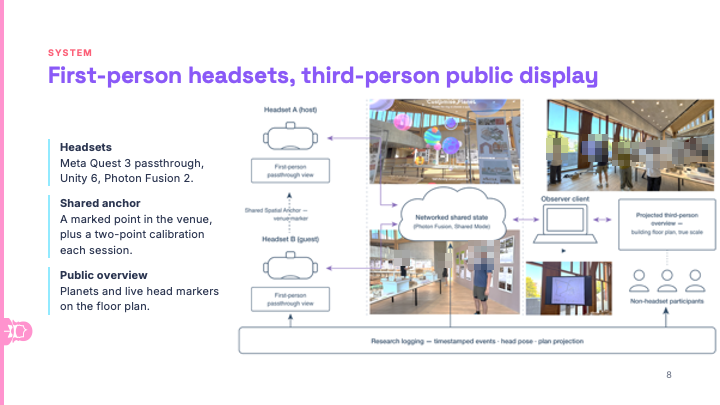 SYSTEM
First-person headsets, third-person public display
Headsets
Meta Quest 3 passthrough,
Unity 6, Photon Fusion 2.
Shared anchor
A marked point in the venue,
plus a two-point calibration
each session.
Public overview
Planets and live head markers
on the floor plan.
Headset A (host)
First-person
passthrough view
Shared Spatial Anchor —
venue marker
Headset B (guest)
First-person
passthrough view
Networked shared state
(Photon Fusion, Shared Mode)
Observer client
Projected third-person
overview —
building floor plan, true scale
Non-headset participants
Research logging — timestamped events · head pose · plan projection
8